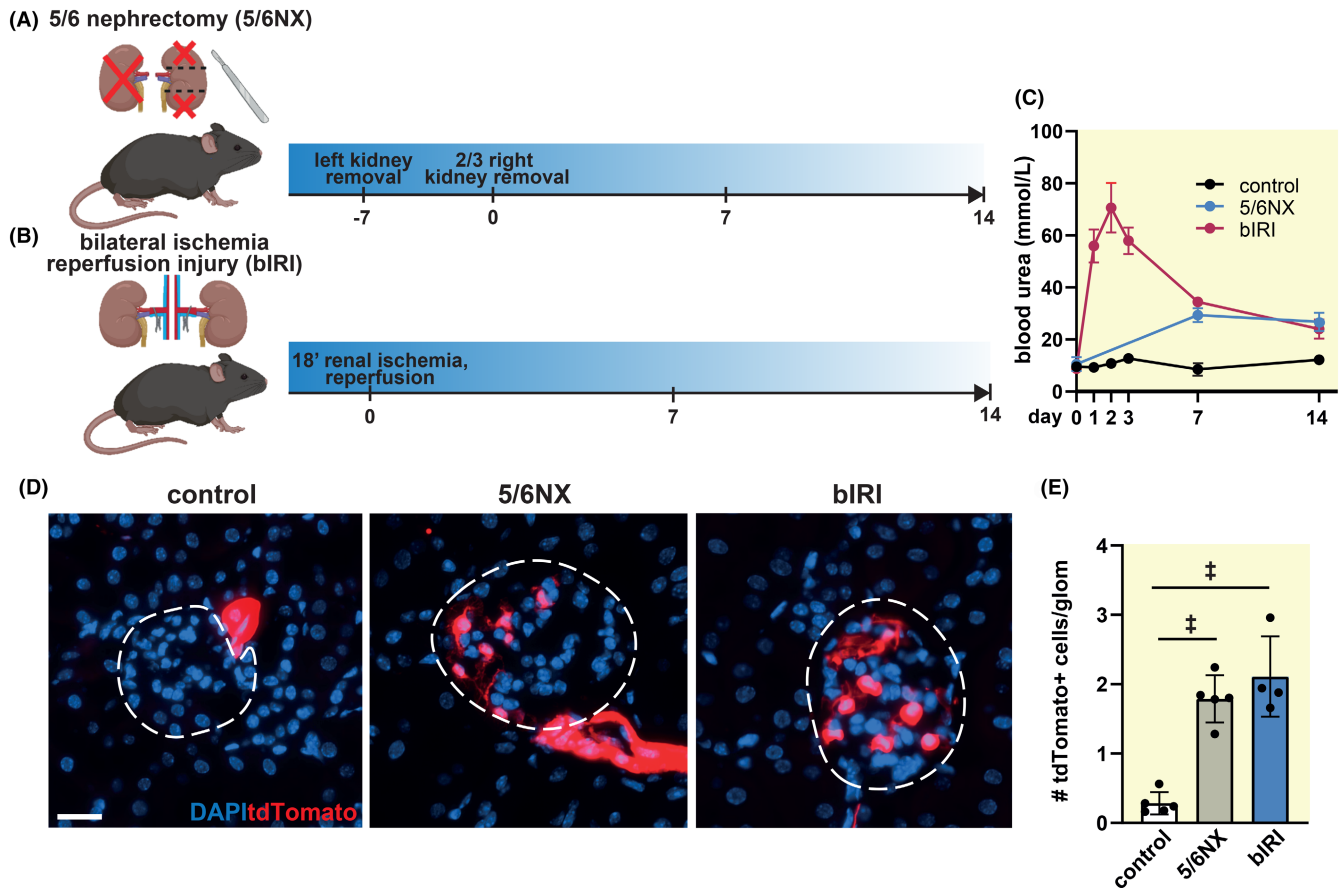 (A) 5/6 nephrectomy (5/6NX)
left kidney
removal
2/3 right
kidney removal
-7
0
7
14
(B) bilateral ischemia
reperfusion injury (bIRI)
18' renal ischemia,
reperfusion
0
7
14
(C)
100
80
60
40
20
0
blood urea (mmol/L)
control
5/6NX
bIRI
day 0 1 2 3 7 14
(D)
control
5/6NX
bIRI
DAPItdTomato
(E)
4
3
2
1
0
# tdTomato+ cells/glom
‡
‡
control
5/6NX
bIRI